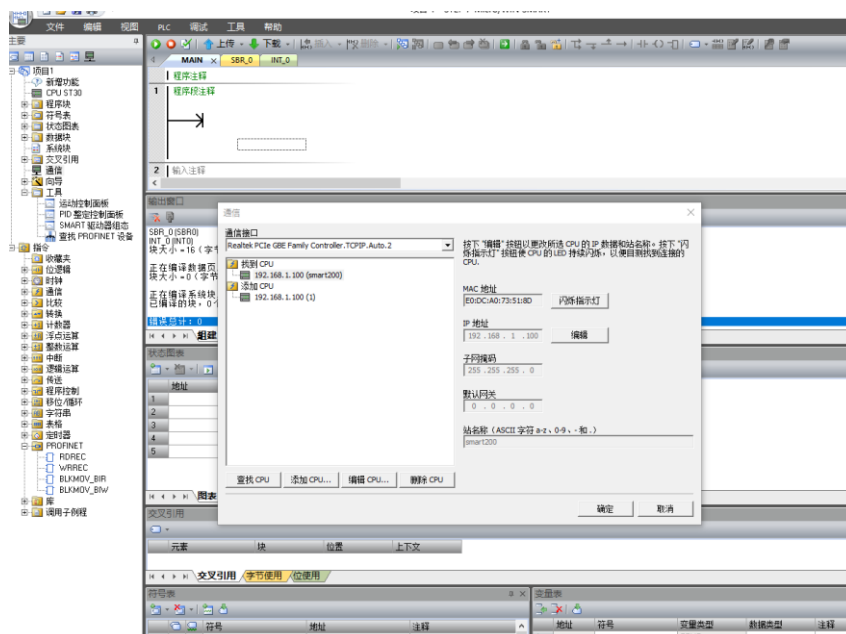 文件 编辑 视图 PLC 调试 工具 帮助
主要
上传 下载 插入 删除
MAIN × SBR_0 INT_0
项目1
新增功能
CPU ST30
程序块
符号表
状态图表
数据块
系统块
交叉引用
通信
向导
工具
运动控制面板
PID 整定控制面板
SMART 驱动器组态
查找 PROFINET 设备
指令
收藏夹
位逻辑
时钟
通信
比较
转换
计数器
浮点运算
整数运算
中断
逻辑运算
传送
程序控制
移位/循环
字符串
表格
定时器
PROFINET
RDREC
WRREC
BLKMOV_BIR
BLKMOV_BIW
库
调用子例程
程序注释
1 程序段注释
2 输入注释
输出窗口
SBR_0 (SBR0)
INT_0 (INT0)
块大小 = 16 (字节
正在编译数据页
块大小 = 0 (字节
正在编译系统块
已编译的块，0个
错误总计: 0
组建
状态图表
地址
1
2
3
4
5
图表
交叉引用
元素 块 位置 上下文
交叉引用 字节使用 位使用
符号表
符号 地址 注释
变量表
地址 符号 变量类型 数据类型 注释
通信
通信接口
Realtek PCIe GBE Family Controller.TCPIP.Auto.2
找到 CPU
192.168.1.100 (smart200)
添加 CPU
192.168.1.100 (1)
查找 CPU 添加 CPU... 编辑 CPU... 删除 CPU
按下 "编辑" 按钮以更改所选 CPU 的 IP 数据和站名称。按下 "闪
烁指示灯" 按钮使 CPU 的 LED 持续闪烁，以便目测找到连接的
CPU.
MAC 地址
E0:DC:A0:73:51:8D 闪烁指示灯
IP 地址
192 .168 . 1 .100 编辑
子网掩码
255 .255 .255 . 0
默认网关
0 . 0 . 0 . 0
站名称（ASCII 字符 a-z、0-9、- 和 .）
smart200
确定 取消